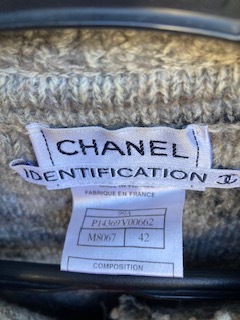 CHANEL
IDENTIFICATION
FABRIQUE EN FRANCE
P14369V00662
M8067 42
COMPOSITION